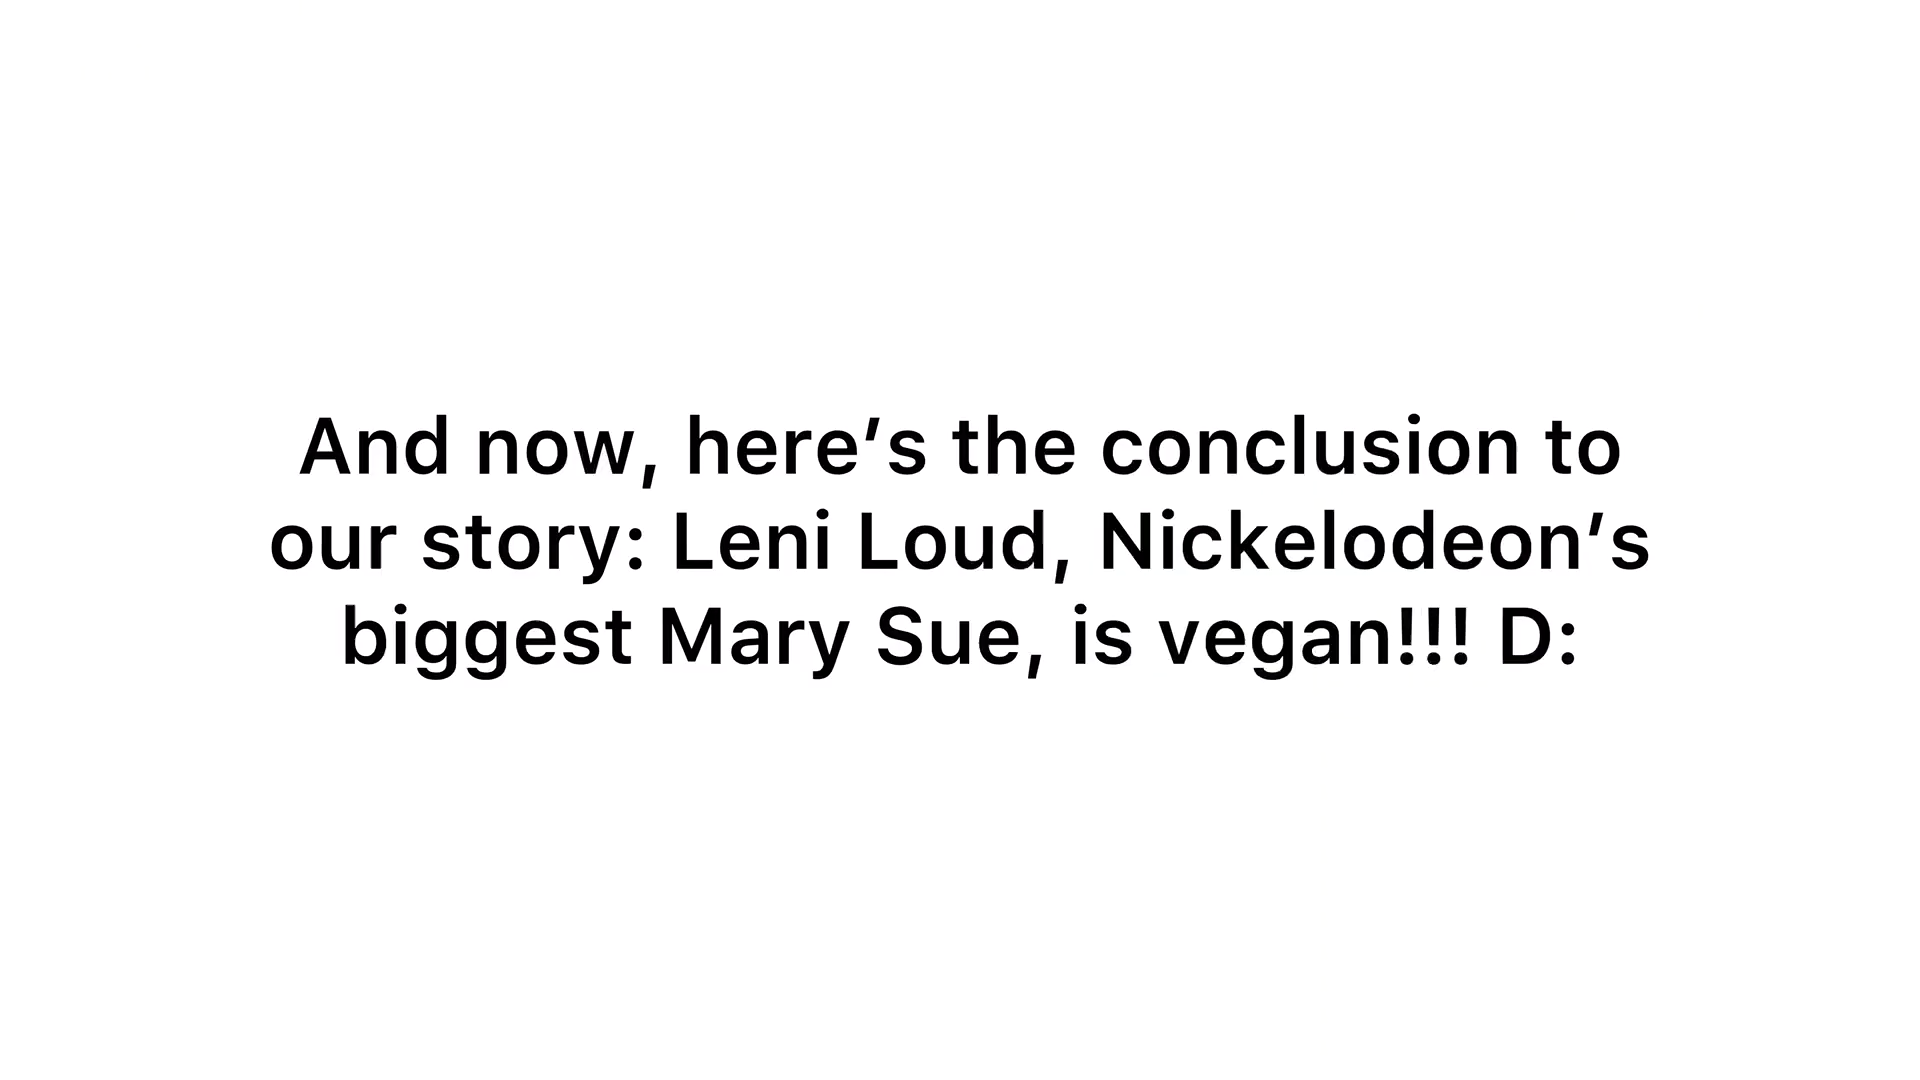 And now, here’s the conclusion to
our story: Leni Loud, Nickelodeon’s
biggest Mary Sue, is vegan!!! D: